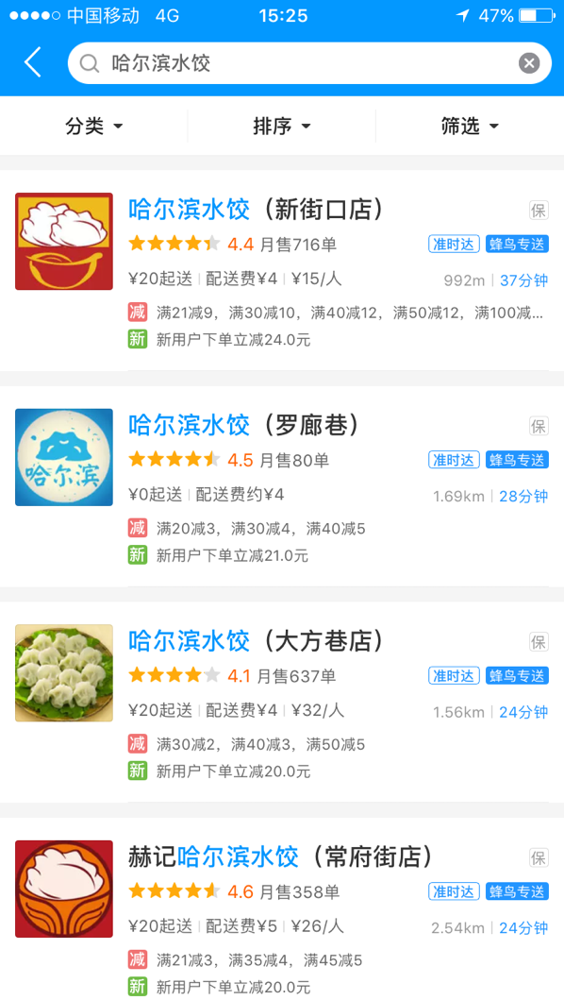 中国移动 4G 15:25 47%
哈尔滨水饺
分类 排序 筛选
哈尔滨水饺（新街口店） 保
4.4 月售716单 准时达 蜂鸟专送
¥20起送 配送费¥4 ¥15/人 992m 37分钟
减 满21减9，满30减10，满40减12，满50减12，满100减...
新 新用户下单立减24.0元
哈尔滨
哈尔滨水饺（罗廊巷） 保
4.5 月售80单 准时达 蜂鸟专送
¥0起送 配送费约¥4 1.69km 28分钟
减 满20减3，满30减4，满40减5
新 新用户下单立减21.0元
哈尔滨水饺（大方巷店） 保
4.1 月售637单 准时达 蜂鸟专送
¥20起送 配送费¥4 ¥32/人 1.56km 24分钟
减 满30减2，满40减3，满50减5
新 新用户下单立减20.0元
赫记哈尔滨水饺（常府街店） 保
4.6 月售358单 准时达 蜂鸟专送
¥20起送 配送费¥5 ¥26/人 2.54km 24分钟
减 满21减3，满35减4，满45减5
新 新用户下单立减20.0元